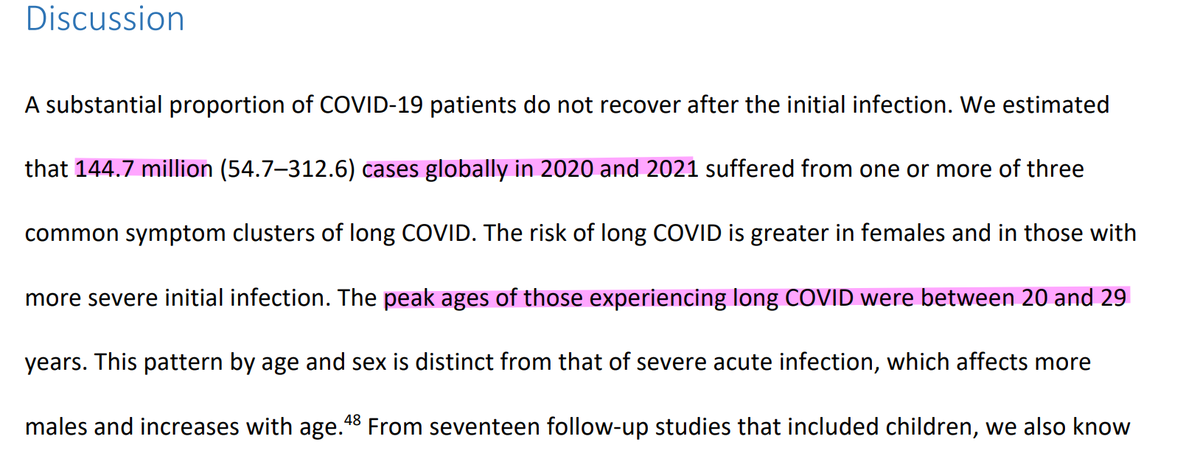 Discussion
A substantial proportion of COVID-19 patients do not recover after the initial infection. We estimated
that 144.7 million (54.7–312.6) cases globally in 2020 and 2021 suffered from one or more of three
common symptom clusters of long COVID. The risk of long COVID is greater in females and in those with
more severe initial infection. The peak ages of those experiencing long COVID were between 20 and 29
years. This pattern by age and sex is distinct from that of severe acute infection, which affects more
males and increases with age.48 From seventeen follow-up studies that included children, we also know